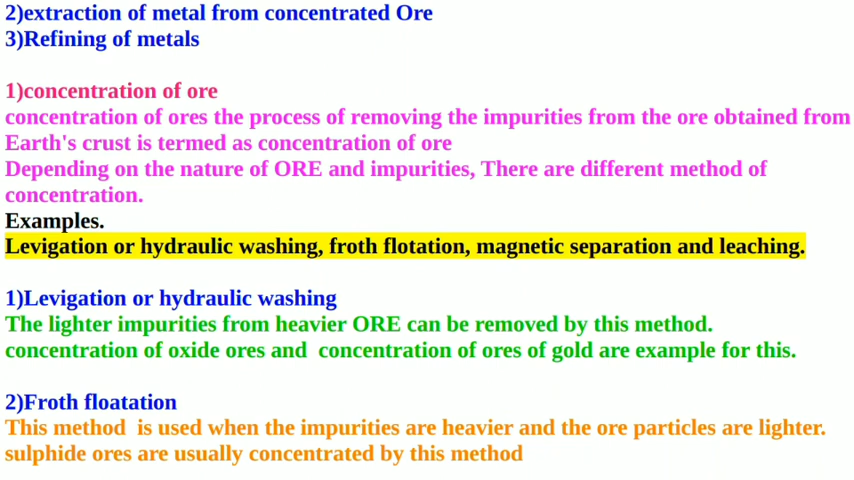 2)extraction of metal from concentrated Ore
3)Refining of metals
1)concentration of ore
concentration of ores the process of removing the impurities from the ore obtained from
Earth's crust is termed as concentration of ore
Depending on the nature of ORE and impurities, There are different method of
concentration.
Examples.
Levigation or hydraulic washing, froth flotation, magnetic separation and leaching.
1)Levigation or hydraulic washing
The lighter impurities from heavier ORE can be removed by this method.
concentration of oxide ores and  concentration of ores of gold are example for this.
2)Froth floatation
This method  is used when the impurities are heavier and the ore particles are lighter.
sulphide ores are usually concentrated by this method